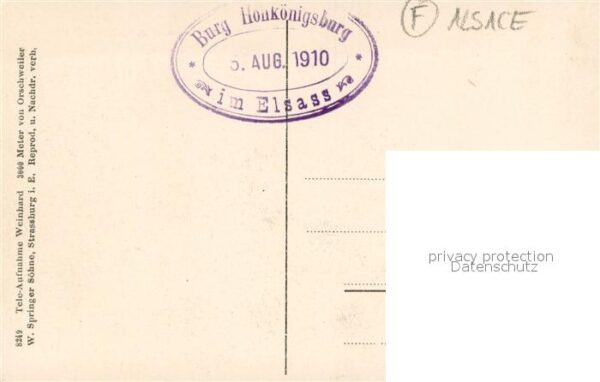 Burg Hohkönigsburg
5. AUG. 1910
im Elsass
F ALSACE
8249 Tele-Aufnahme Weinhard 3000 Meter von Orschweiler
W. Springer Söhne, Strassburg i. E. Reprod. u. Nachdr. verb.
privacy protection
Datenschutz